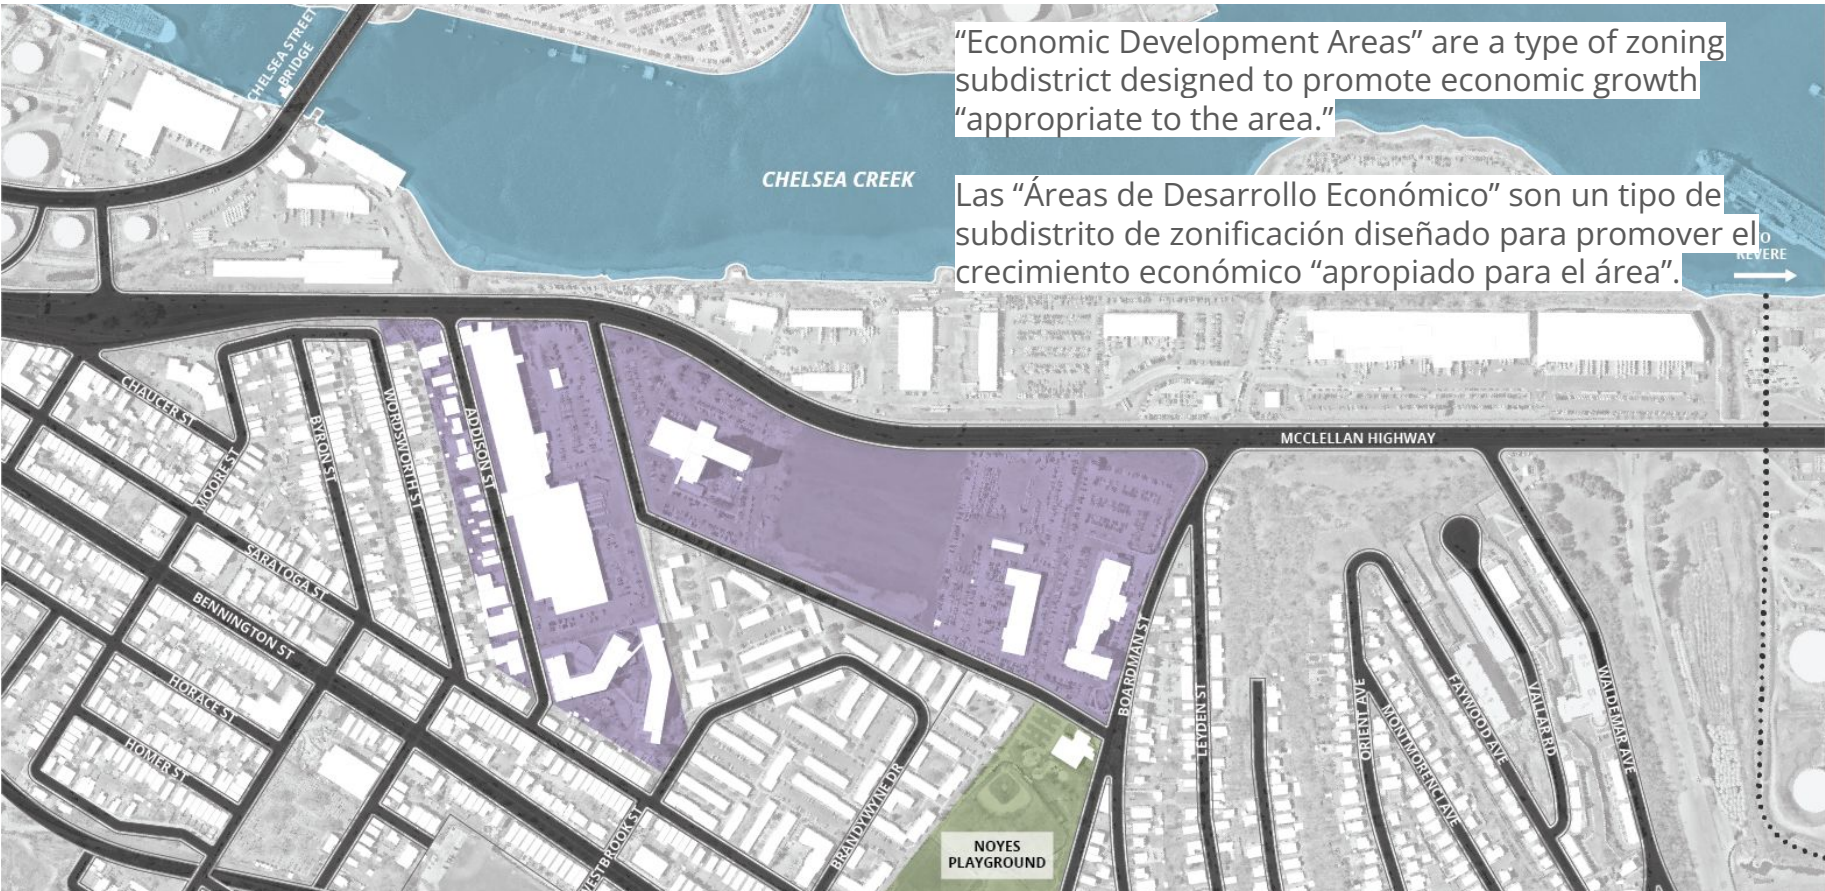 “Economic Development Areas” are a type of zoning
subdistrict designed to promote economic growth
“appropriate to the area.”
Las “Áreas de Desarrollo Económico” son un tipo de
subdistrito de zonificación diseñado para promover el
crecimiento económico “apropiado para el área”.
CHELSEA STREET
BRIDGE
CHELSEA CREEK
REVERE
MCCLELLAN HIGHWAY
CHAUCER ST
MOORE ST
BYRON ST
WORDSWORTH ST
ADDISON ST
SARATOGA ST
BENNINGTON ST
HORACE ST
HOMER ST
WESTBROOK ST
BRANDYWYNE DR
BOARDMAN ST
LEYDEN ST
ORIENT AVE
MONTMORENCI AVE
FAYWOOD AVE
VALLAR RD
WALDEMAR AVE
NOYES
PLAYGROUND